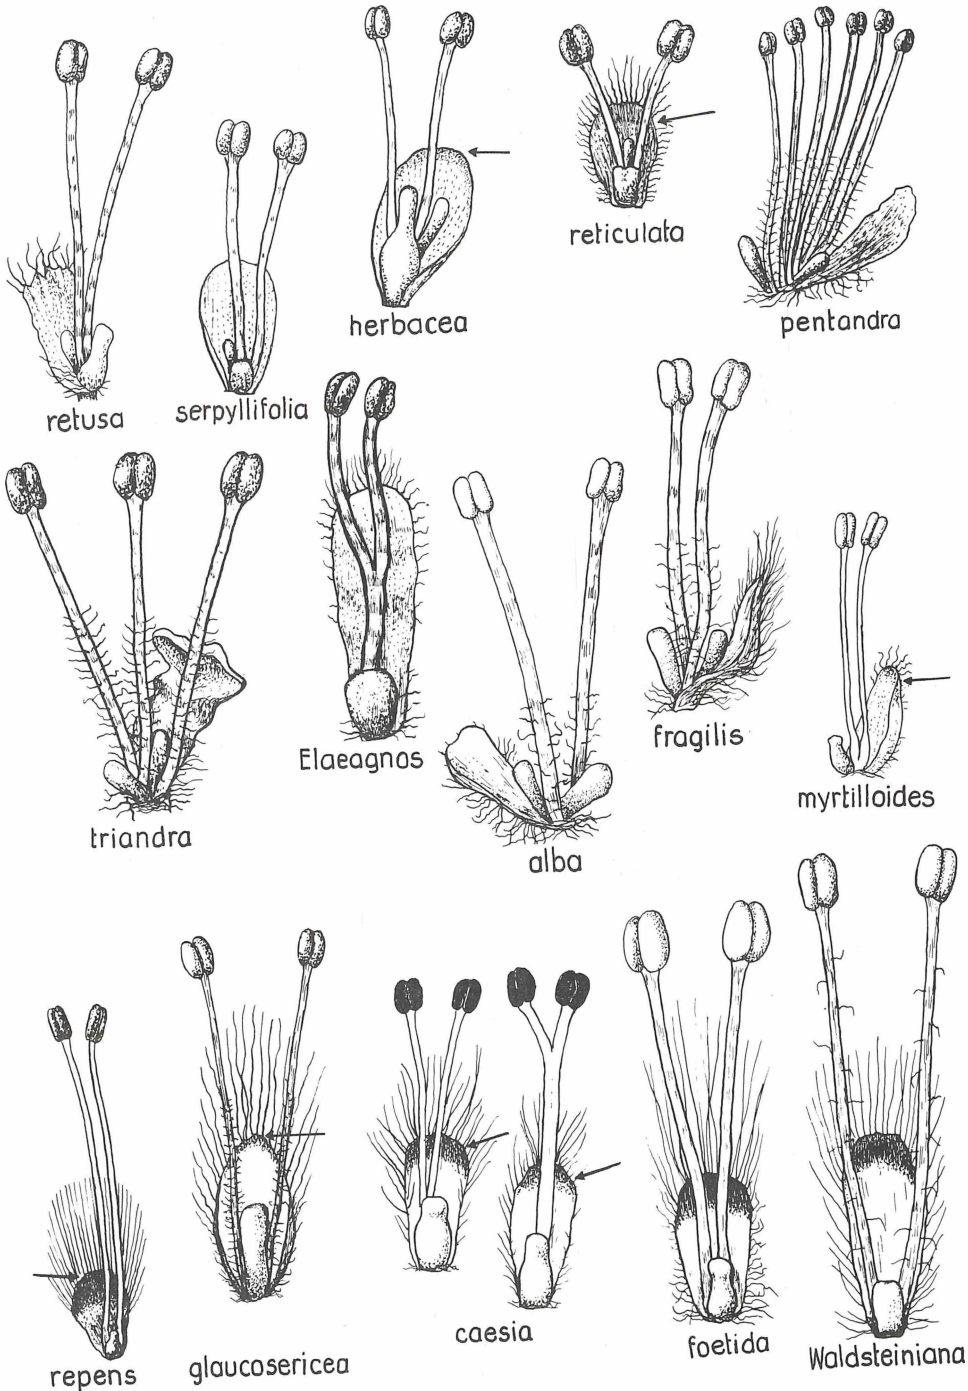 retusa
serpyllifolia
herbacea
reticulata
pentandra
triandra
Elaeagnos
alba
fragilis
myrtilloides
repens
glaucosericea
caesia
foetida
Waldsteiniana